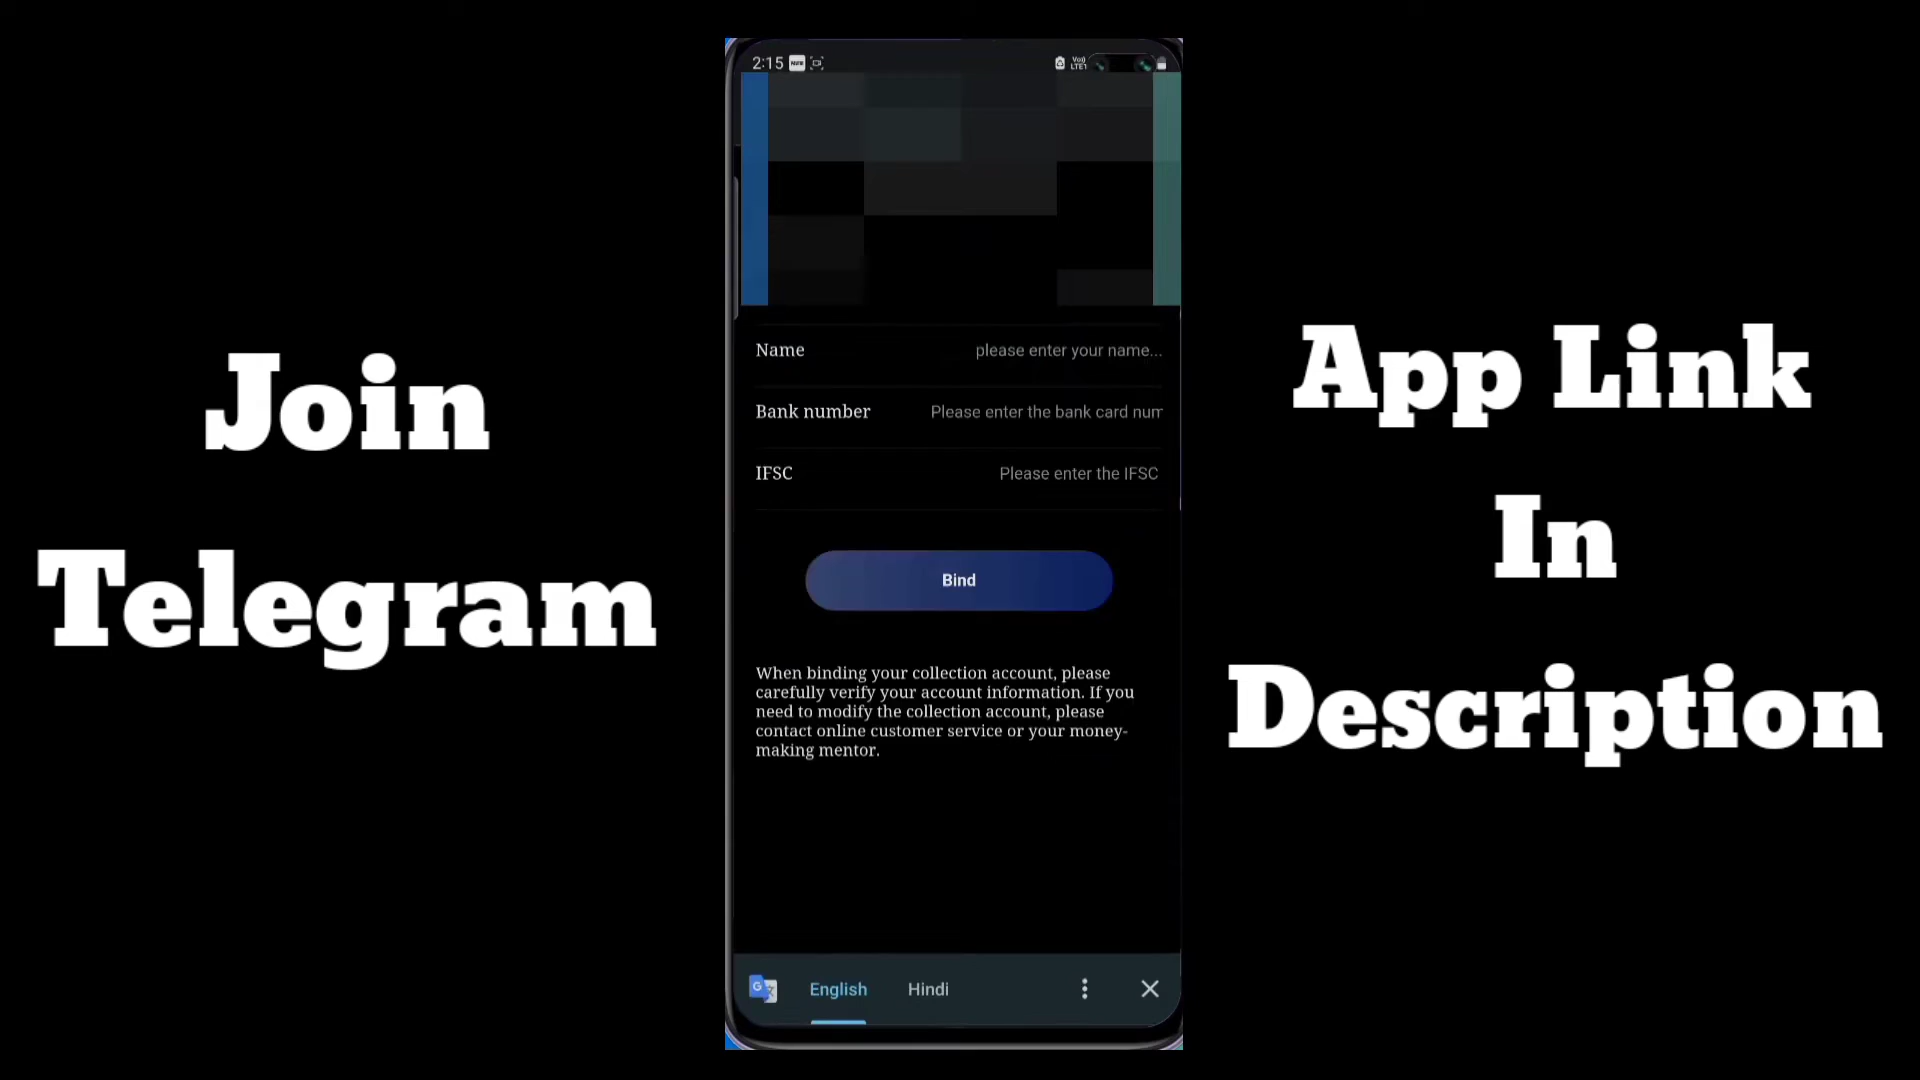 2:15
Join
Telegram
Name please enter your name...
Bank number Please enter the bank card num
IFSC Please enter the IFSC
Bind
When binding your collection account, please
carefully verify your account information. If you
need to modify the collection account, please
contact online customer service or your money-
making mentor.
English Hindi
App Link
In
Description